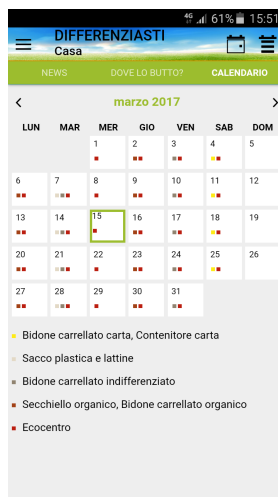 4G 61% 15:51
DIFFERENZIASTI
Casa
NEWS DOVE LO BUTTO? CALENDARIO
marzo 2017
LUN MAR MER GIO VEN SAB DOM
1 2 3 4 5
6 7 8 9 10 11 12
13 14 15 16 17 18 19
20 21 22 23 24 25 26
27 28 29 30 31
Bidone carrellato carta, Contenitore carta
Sacco plastica e lattine
Bidone carrellato indifferenziato
Secchiello organico, Bidone carrellato organico
Ecocentro